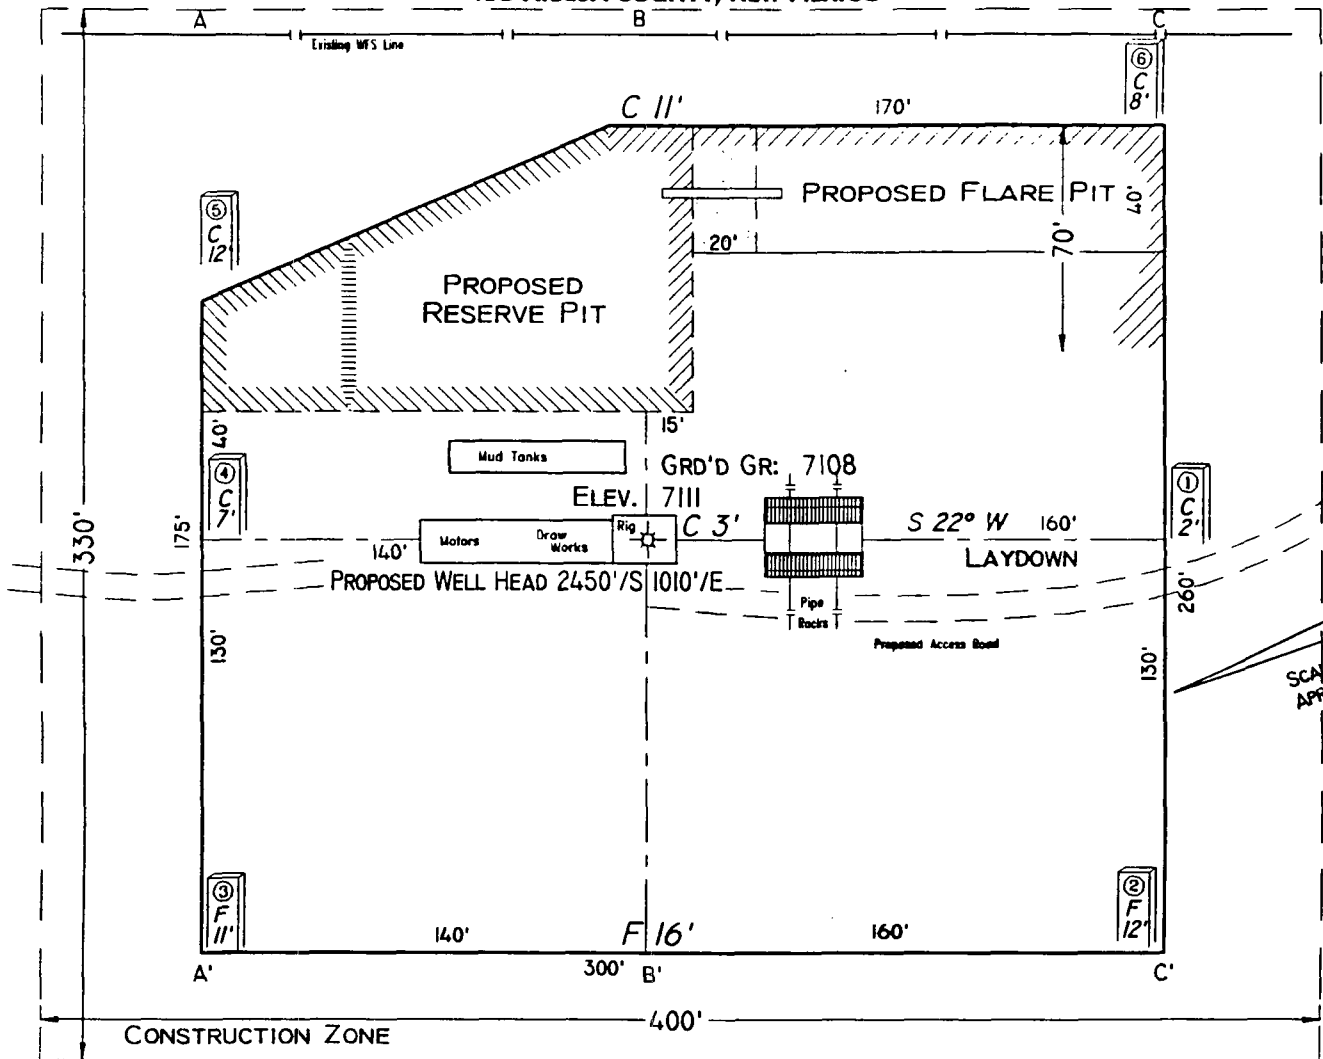 A
B
C
Existing WFS Line
⑥
C
8'
C 11'
170'
⑤
C
12'
PROPOSED FLARE PIT
40'
70'
20'
PROPOSED
RESERVE PIT
40'
15'
Mud Tanks
GRD'D GR: 7108
④
C
7'
①
C
2'
ELEV. 7111
Rig
C 3'
S 22° W
160'
330'
175'
140'
Motors
Draw
Works
LAYDOWN
PROPOSED WELL HEAD 2450'/S 1010'/E
Pipe
Racks
260'
Proposed Access Road
130'
130'
③
F
11'
②
F
12'
140'
F 16'
160'
A'
300'
B'
C'
400'
CONSTRUCTION ZONE